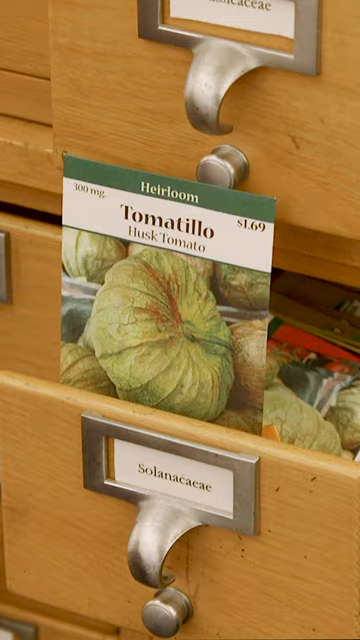 Heirloom
300 mg.
Tomatillo
$1.69
Husk Tomato
Solanaceae